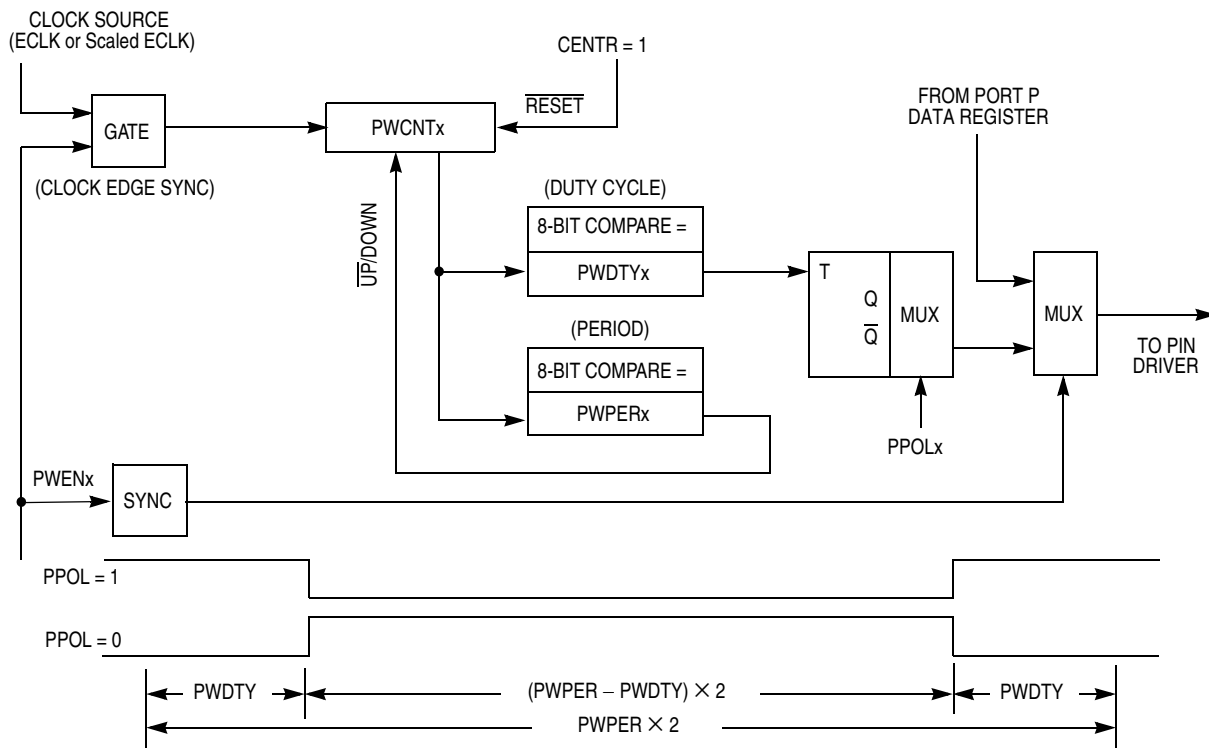 CLOCK SOURCE
(ECLK or Scaled ECLK)
CENTR = 1
GATE
(CLOCK EDGE SYNC)
PWCNTx
R̅E̅S̅E̅T̅
FROM PORT P
DATA REGISTER
U̅P̅/DOWN
(DUTY CYCLE)
8-BIT COMPARE =
PWDTYx
(PERIOD)
8-BIT COMPARE =
PWPERx
T
Q
Q̅
MUX
PPOLx
MUX
TO PIN
DRIVER
PWENx
SYNC
PPOL = 1
PPOL = 0
PWDTY
(PWPER – PWDTY) × 2
PWDTY
PWPER × 2